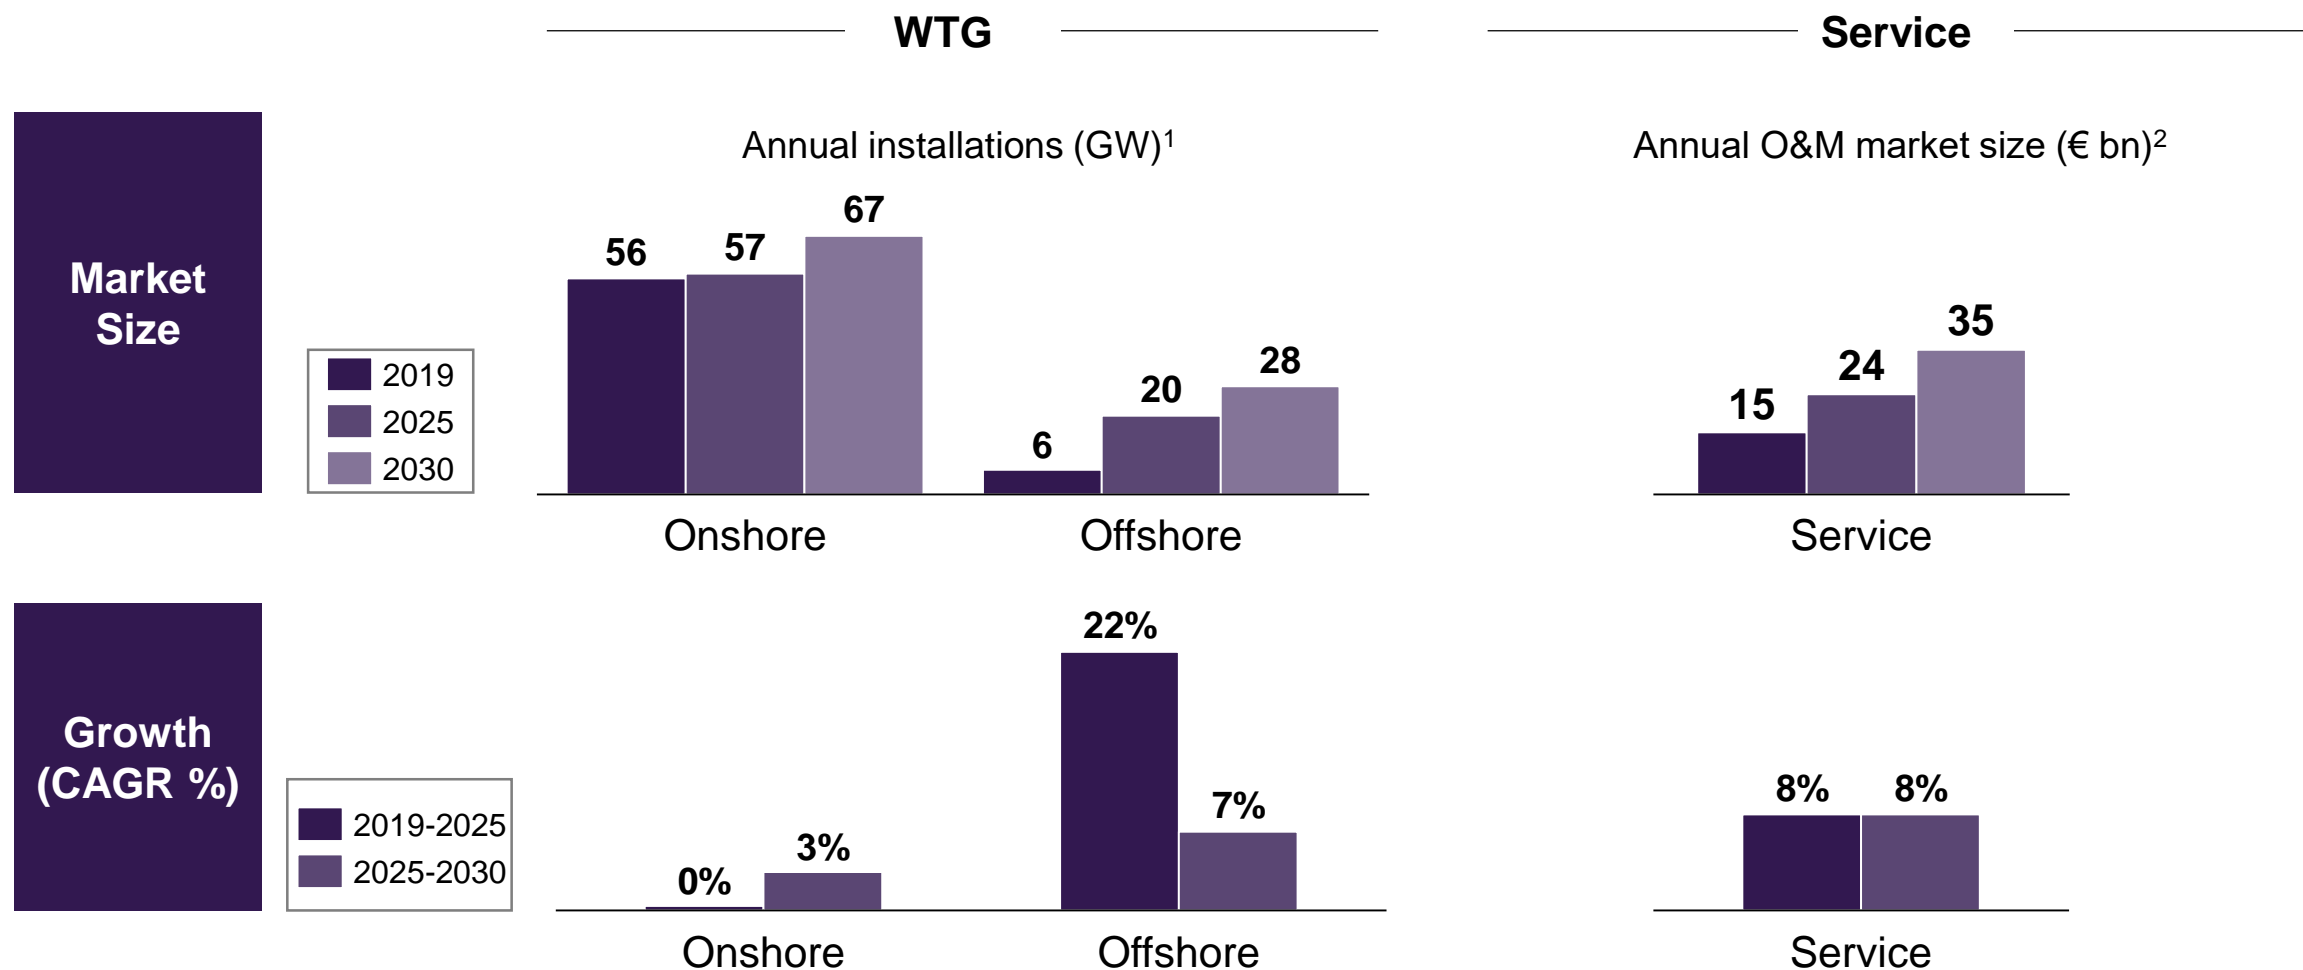 WTG
Service
Market
Size
Annual installations (GW)1
Annual O&M market size (€ bn)2
2019
2025
2030
56
57
67
6
20
28
15
24
35
Onshore
Offshore
Service
Growth
(CAGR %)
2019-2025
2025-2030
0%
3%
22%
7%
8%
8%
Onshore
Offshore
Service